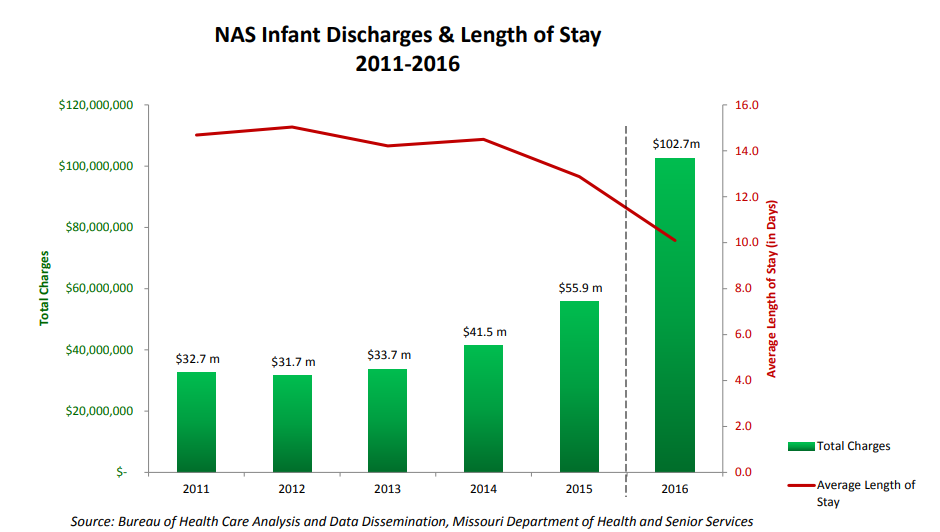 NAS Infant Discharges & Length of Stay
2011-2016
$120,000,000
$100,000,000
$80,000,000
$60,000,000
$40,000,000
$20,000,000
$-
Total Charges
$32.7 m
$31.7 m
$33.7 m
$41.5 m
$55.9 m
$102.7m
16.0
14.0
12.0
10.0
8.0
6.0
4.0
2.0
0.0
Average Length of Stay (in Days)
2011
2012
2013
2014
2015
2016
Total Charges
Average Length of
Stay
Source: Bureau of Health Care Analysis and Data Dissemination, Missouri Department of Health and Senior Services